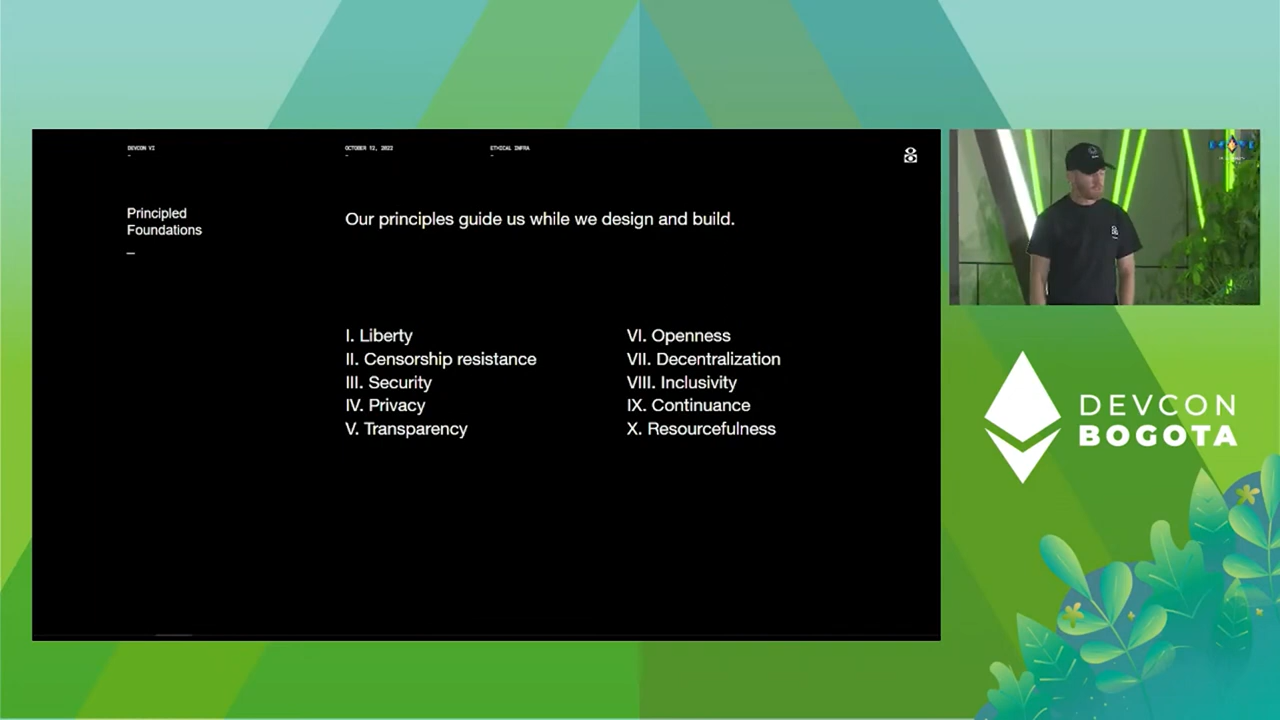 DEVCON VI
OCTOBER 12, 2022
ETHICAL INFRA
Principled
Foundations
Our principles guide us while we design and build.
I. Liberty
II. Censorship resistance
III. Security
IV. Privacy
V. Transparency
VI. Openness
VII. Decentralization
VIII. Inclusivity
IX. Continuance
X. Resourcefulness
DEVCON
BOGOTA